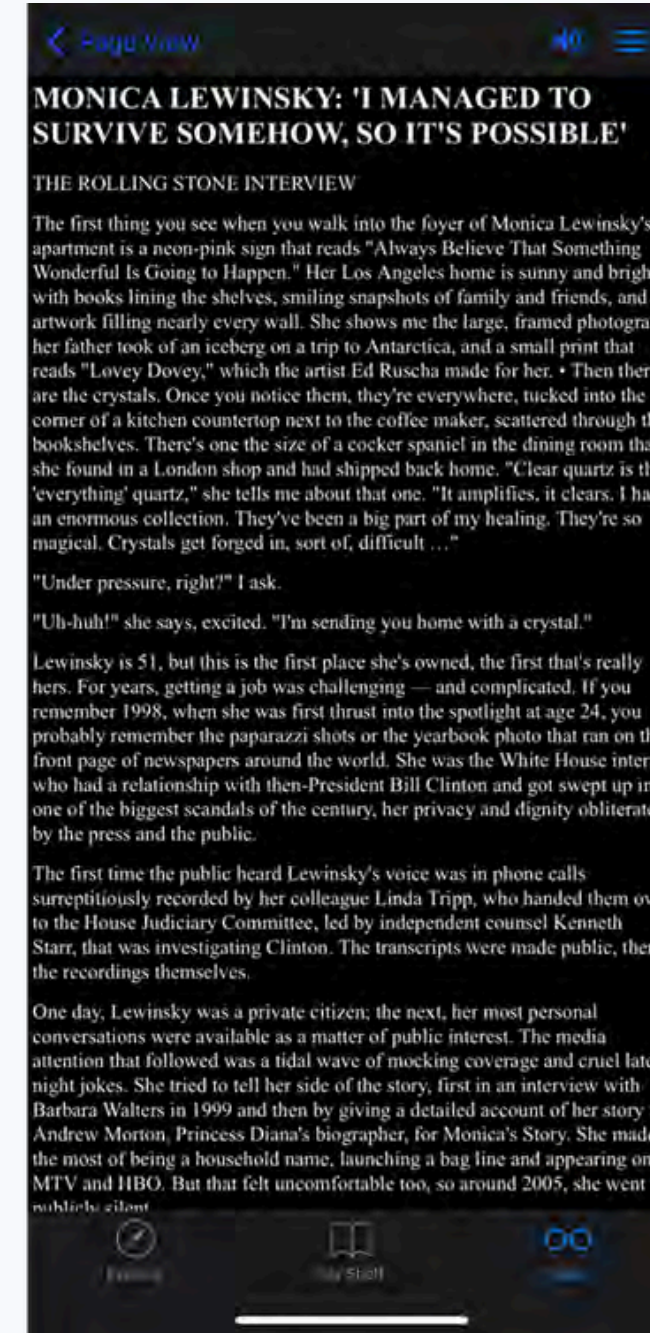 Page View
MONICA LEWINSKY: 'I MANAGED TO
SURVIVE SOMEHOW, SO IT'S POSSIBLE'
THE ROLLING STONE INTERVIEW
The first thing you see when you walk into the foyer of Monica Lewinsky's
apartment is a neon-pink sign that reads "Always Believe That Something
Wonderful Is Going to Happen." Her Los Angeles home is sunny and brigh
with books lining the shelves, smiling snapshots of family and friends, and
artwork filling nearly every wall. She shows me the large, framed photogra
her father took of an iceberg on a trip to Antarctica, and a small print that
reads "Lovey Dovey," which the artist Ed Ruscha made for her. • Then ther
are the crystals. Once you notice them, they're everywhere, tucked into the
corner of a kitchen countertop next to the coffee maker, scattered through th
bookshelves. There's one the size of a cocker spaniel in the dining room tha
she found in a London shop and had shipped back home. "Clear quartz is th
'everything' quartz," she tells me about that one. "It amplifies, it clears. I ha
an enormous collection. They've been a big part of my healing. They're so
magical. Crystals get forged in, sort of, difficult …"
"Under pressure, right?" I ask.
"Uh-huh!" she says, excited. "I'm sending you home with a crystal."
Lewinsky is 51, but this is the first place she's owned, the first that's really
hers. For years, getting a job was challenging — and complicated. If you
remember 1998, when she was first thrust into the spotlight at age 24, you
probably remember the paparazzi shots or the yearbook photo that ran on th
front page of newspapers around the world. She was the White House inter
who had a relationship with then-President Bill Clinton and got swept up in
one of the biggest scandals of the century, her privacy and dignity obliterate
by the press and the public.
The first time the public heard Lewinsky's voice was in phone calls
surreptitiously recorded by her colleague Linda Tripp, who handed them ov
to the House Judiciary Committee, led by independent counsel Kenneth
Starr, that was investigating Clinton. The transcripts were made public, then
the recordings themselves.
One day, Lewinsky was a private citizen; the next, her most personal
conversations were available as a matter of public interest. The media
attention that followed was a tidal wave of mocking coverage and cruel late
night jokes. She tried to tell her side of the story, first in an interview with
Barbara Walters in 1999 and then by giving a detailed account of her story
Andrew Morton, Princess Diana's biographer, for Monica's Story. She made
the most of being a household name, launching a bag line and appearing on
MTV and HBO. But that felt uncomfortable too, so around 2005, she went
publicly silent